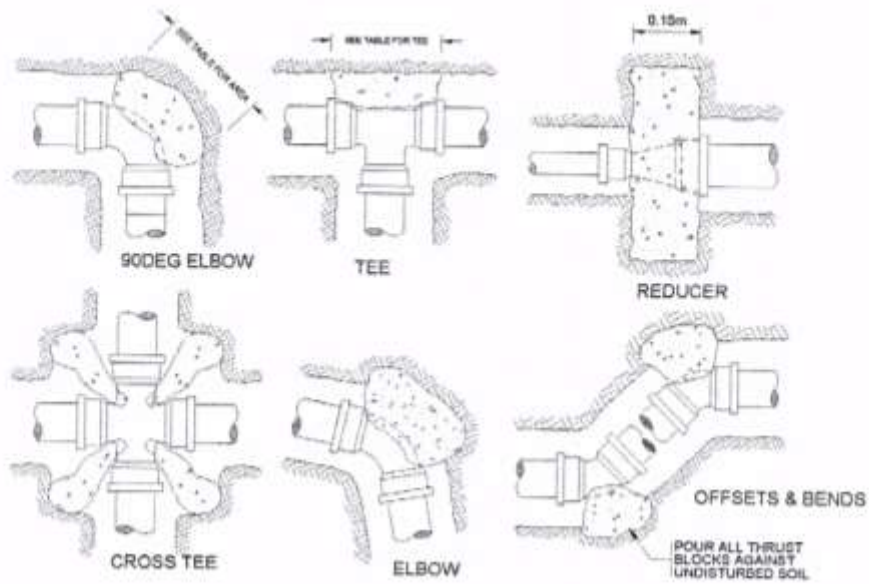 SEE TABLE FOR AREA
SEE TABLE FOR TEE
0.15m
90DEG ELBOW
TEE
REDUCER
CROSS TEE
ELBOW
OFFSETS & BENDS
POUR ALL THRUST
BLOCKS AGAINST
UNDISTURBED SOIL